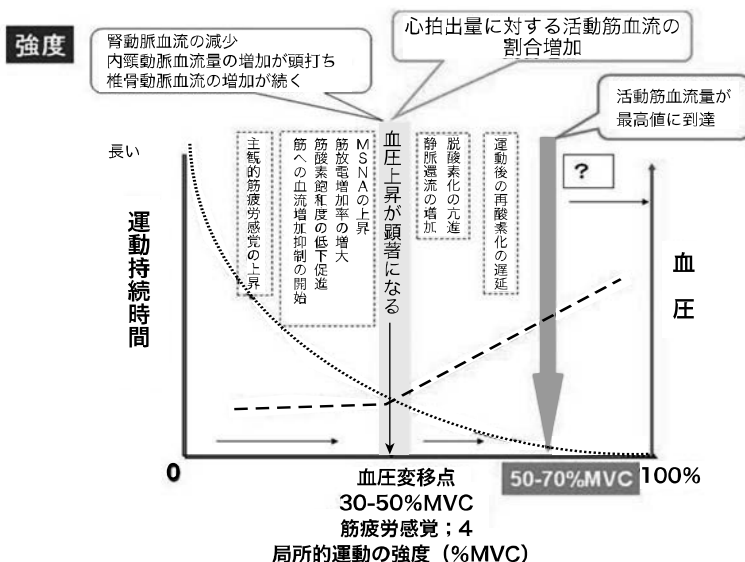 強度
腎動脈血流の減少
内頸動脈血流量の増加が頭打ち
椎骨動脈血流の増加が続く
心拍出量に対する活動筋血流の
割合増加
活動筋血流量が
最高値に到達
長い
運動持続時間
主観的筋疲労感覚の上昇
MSNAの上昇
筋放電増加率の増大
筋酸素飽和度の低下促進
筋への血流増加抑制の開始
血圧上昇が顕著になる
脱酸素化の亢進
静脈還流の増加
運動後の再酸素化の遅延
?
血圧
0
50-70%MVC
100%
血圧変移点
30-50%MVC
筋疲労感覚;4
局所的運動の強度(%MVC)